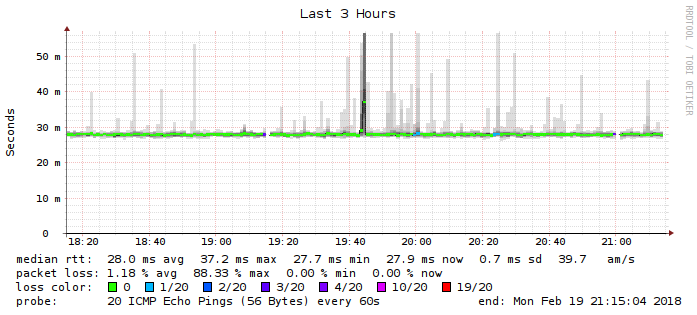 Last 3 Hours
RRDTOOL / TOBI OETIKER
Seconds
50 m
40 m
30 m
20 m
10 m
0
18:20 18:40 19:00 19:20 19:40 20:00 20:20 20:40 21:00
median rtt: 28.0 ms avg 37.2 ms max 27.7 ms min 27.9 ms now 0.7 ms sd 39.7 am/s
packet loss: 1.18 % avg 88.33 % max 0.00 % min 0.00 % now
loss color: 0 1/20 2/20 3/20 4/20 10/20 19/20
probe: 20 ICMP Echo Pings (56 Bytes) every 60s end: Mon Feb 19 21:15:04 2018